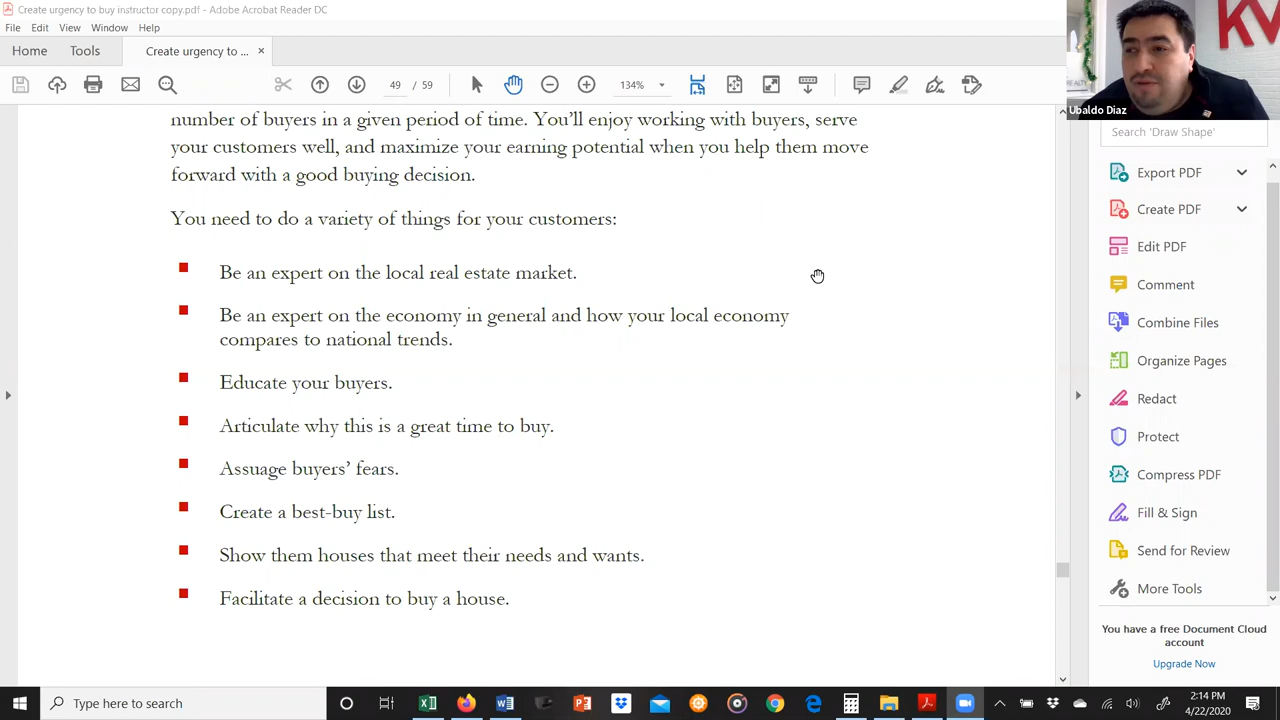 Create urgency to buy instructor copy.pdf - Adobe Acrobat Reader DC
File Edit View Window Help
Home Tools Create urgency to ... ×
49 / 59 134%
number of buyers in a given period of time. You'll enjoy working with buyers, serve
your customers well, and maximize your earning potential when you help them move
forward with a good buying decision.
You need to do a variety of things for your customers:
Be an expert on the local real estate market.
Be an expert on the economy in general and how your local economy
compares to national trends.
Educate your buyers.
Articulate why this is a great time to buy.
Assuage buyers' fears.
Create a best-buy list.
Show them houses that meet their needs and wants.
Facilitate a decision to buy a house.
KW
REALTY
Ubaldo Diaz
Search 'Draw Shape'
Export PDF
Create PDF
Edit PDF
Comment
Combine Files
Organize Pages
Redact
Protect
Compress PDF
Fill & Sign
Send for Review
More Tools
You have a free Document Cloud
account
Upgrade Now
Type here to search
2:14 PM
4/22/2020